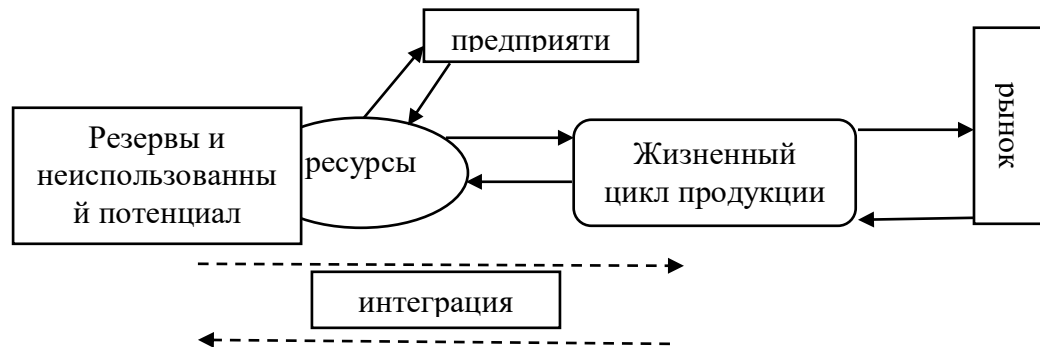 предприяти
рынок
Резервы и
неиспользованны
й потенциал
ресурсы
Жизненный
цикл продукции
интеграция